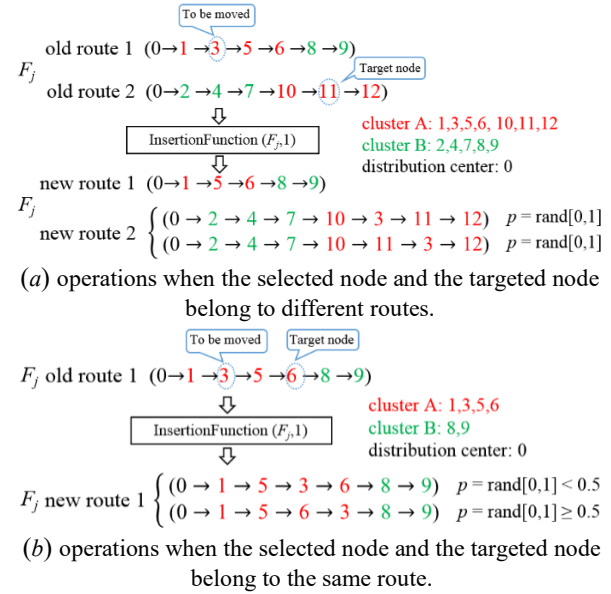 To be moved
old route 1 (0→1→3→5→6→8→9)
F_j
Target node
old route 2 (0→2→4→7→10→11→12)
InsertionFunction (F_j,1)
cluster A: 1,3,5,6, 10,11,12
cluster B: 2,4,7,8,9
distribution center: 0
new route 1 (0→1→5→6→8→9)
F_j
new route 2
(0 → 2 → 4 → 7 → 10 → 3 → 11 → 12) p = rand[0,1]
(0 → 2 → 4 → 7 → 10 → 11 → 3 → 12) p = rand[0,1]
(a) operations when the selected node and the targeted node
belong to different routes.
To be moved Target node
F_j old route 1 (0→1→3→5→6→8→9)
InsertionFunction (F_j,1)
cluster A: 1,3,5,6
cluster B: 8,9
distribution center: 0
F_j new route 1
(0 → 1 → 5 → 3 → 6 → 8 → 9) p = rand[0,1] < 0.5
(0 → 1 → 5 → 6 → 3 → 8 → 9) p = rand[0,1] ≥ 0.5
(b) operations when the selected node and the targeted node
belong to the same route.